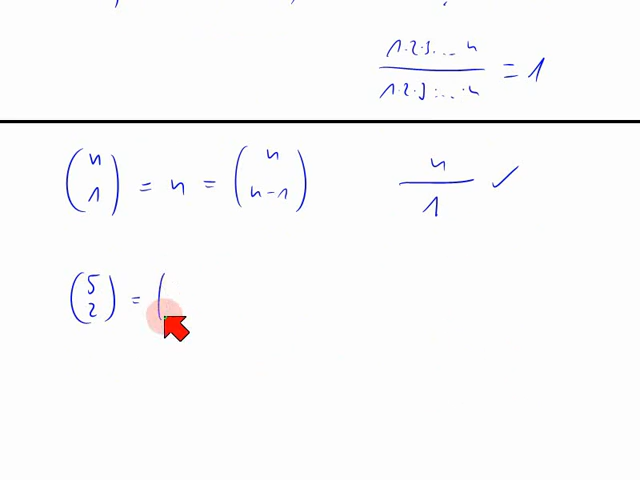 1·2·3·...·n / 1·2·3·...·n = 1
(n 1) = n = (n n-1) n / 1 ✓
(5 2) = (